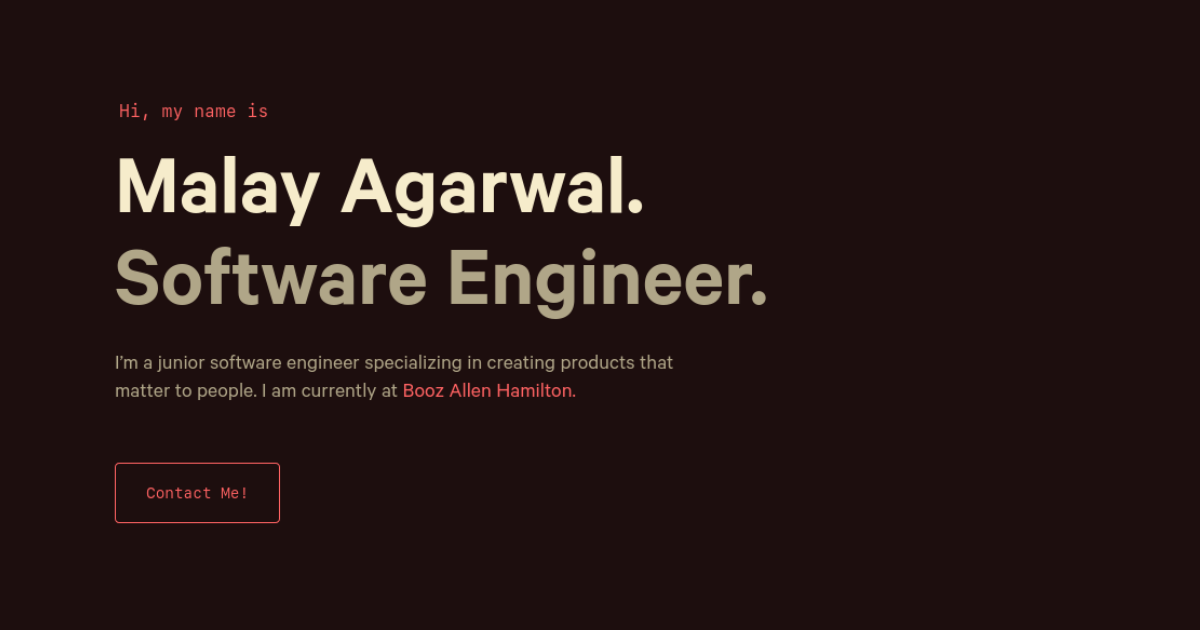 Hi, my name is
Malay Agarwal.
Software Engineer.
I’m a junior software engineer specializing in creating products that
matter to people. I am currently at Booz Allen Hamilton.
Contact Me!